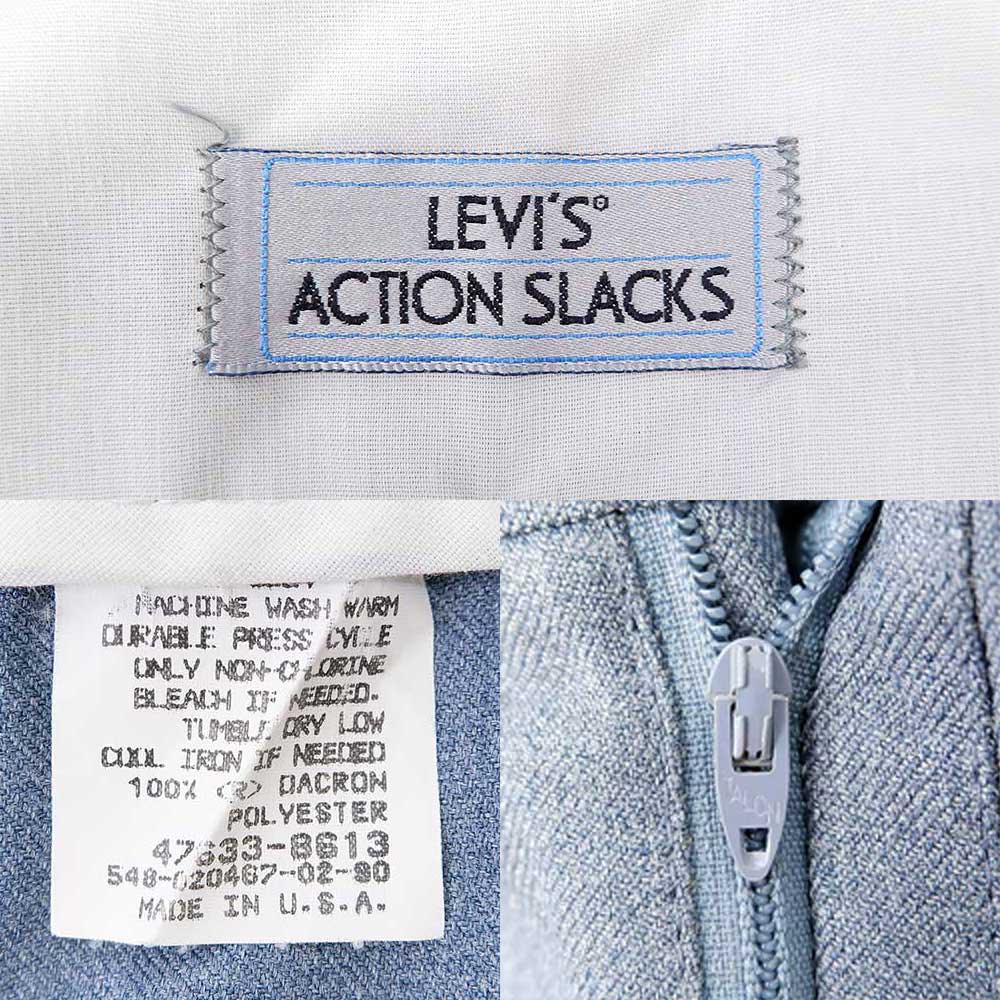 LEVI'S®
ACTION SLACKS
MACHINE WASH WARM
DURABLE PRESS CYCLE
ONLY NON-CHLORINE
BLEACH IF NEEDED.
TUMBLE DRY LOW
COOL IRON IF NEEDED
100% <R> DACRON
POLYESTER
47633-8613
548-020467-02-90
MADE IN U.S.A.
TALON